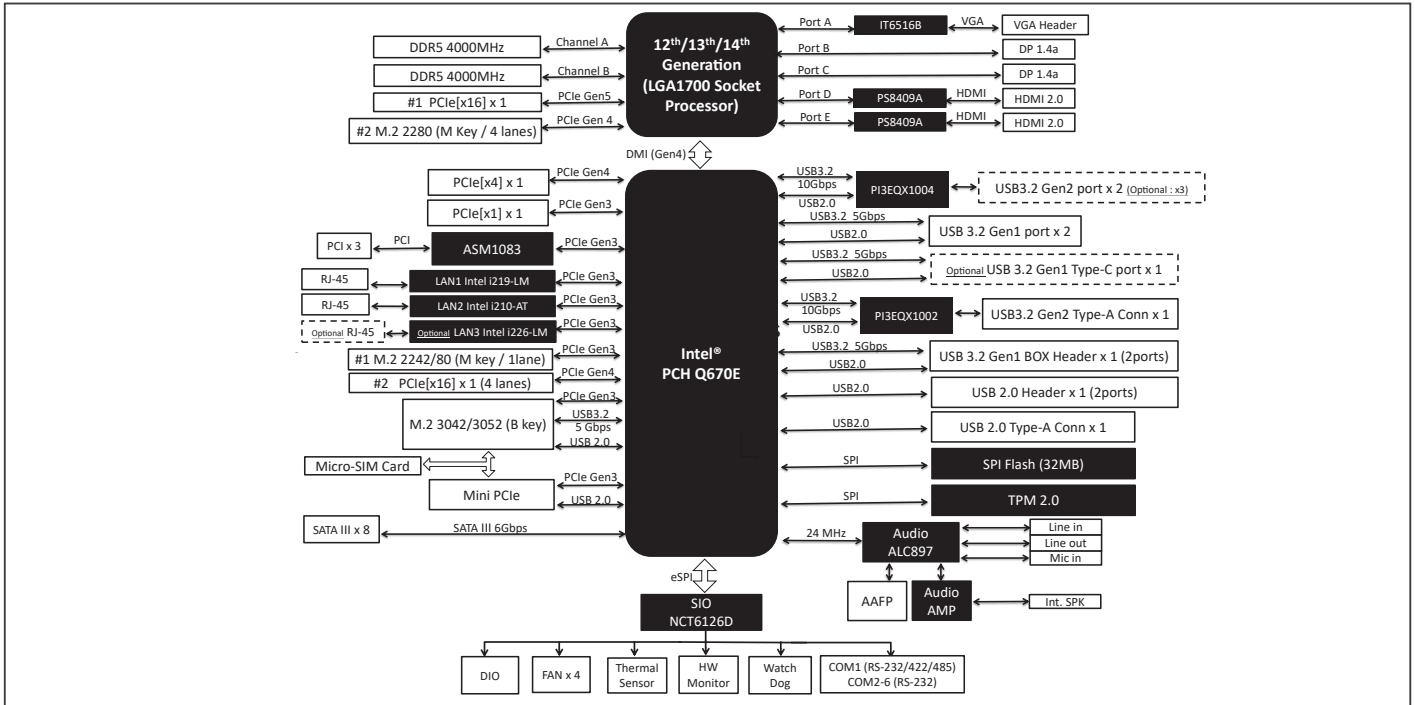 12th/13th/14th
Generation
(LGA1700 Socket
Processor)
DDR5 4000MHz
Channel A
DDR5 4000MHz
Channel B
#1 PCIe[x16] x 1
PCIe Gen5
#2 M.2 2280 (M Key / 4 lanes)
PCIe Gen 4
Port A
IT6516B
VGA
VGA Header
Port B
DP 1.4a
Port C
DP 1.4a
Port D
PS8409A
HDMI
HDMI 2.0
Port E
PS8409A
HDMI
HDMI 2.0
DMI (Gen4)
Intel®
PCH Q670E
PCIe[x4] x 1
PCIe Gen4
PCIe[x1] x 1
PCIe Gen3
PCI x 3
PCI
ASM1083
PCIe Gen3
RJ-45
LAN1 Intel i219-LM
PCIe Gen3
RJ-45
LAN2 Intel i210-AT
PCIe Gen3
Optional RJ-45
Optional LAN3 Intel i226-LM
PCIe Gen3
#1 M.2 2242/80 (M key / 1lane)
PCIe Gen3
#2 PCIe[x16] x 1 (4 lanes)
PCIe Gen4
M.2 3042/3052 (B key)
PCIe Gen3
USB3.2
5 Gbps
USB 2.0
Micro-SIM Card
Mini PCIe
PCIe Gen3
USB 2.0
SATA III x 8
SATA III 6Gbps
USB3.2
10Gbps
USB2.0
PI3EQX1004
USB3.2 Gen2 port x 2 (Optional : x3)
USB3.2 5Gbps
USB2.0
USB 3.2 Gen1 port x 2
USB3.2 5Gbps
USB2.0
Optional USB 3.2 Gen1 Type-C port x 1
USB3.2
10Gbps
USB2.0
PI3EQX1002
USB3.2 Gen2 Type-A Conn x 1
USB3.2 5Gbps
USB2.0
USB 3.2 Gen1 BOX Header x 1 (2ports)
USB2.0
USB 2.0 Header x 1 (2ports)
USB2.0
USB 2.0 Type-A Conn x 1
SPI
SPI Flash (32MB)
SPI
TPM 2.0
24 MHz
Audio
ALC897
Line in
Line out
Mic in
AAFP
Audio
AMP
Int. SPK
eSPI
SIO
NCT6126D
DIO
FAN x 4
Thermal
Sensor
HW
Monitor
Watch
Dog
COM1 (RS-232/422/485)
COM2-6 (RS-232)